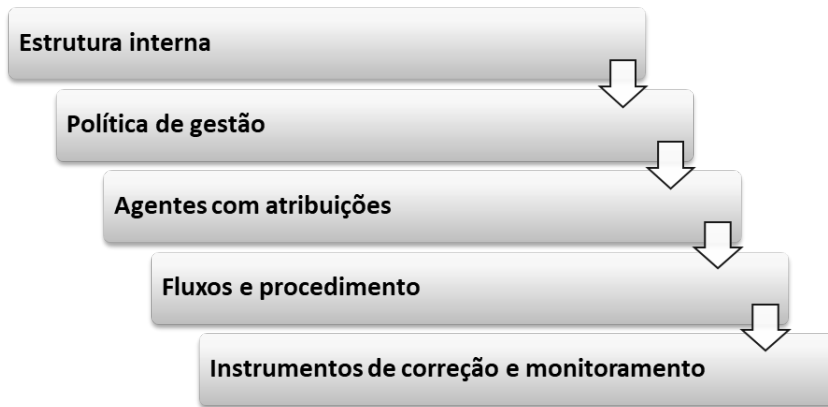 Estrutura interna
Política de gestão
Agentes com atribuições
Fluxos e procedimento
Instrumentos de correção e monitoramento